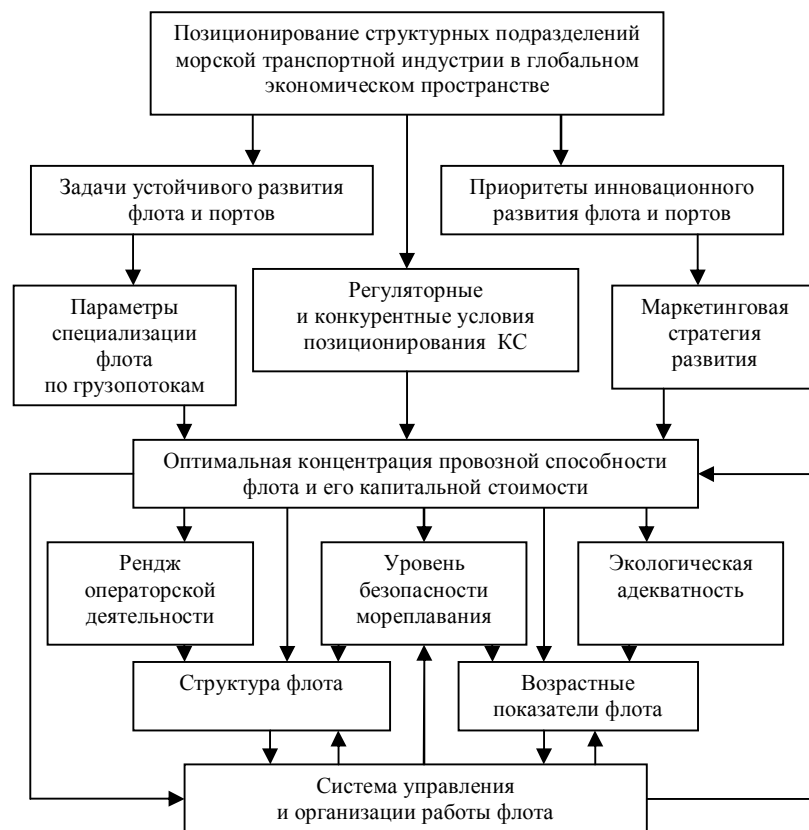 Позиционирование структурных подразделений
морской транспортной индустрии в глобальном
экономическом пространстве
Задачи устойчивого развития
флота и портов
Приоритеты инновационного
развития флота и портов
Параметры
специализации
флота
по грузопотокам
Регуляторные
и конкурентные условия
позиционирования КС
Маркетинговая
стратегия
развития
Оптимальная концентрация провозной способности
флота и его капитальной стоимости
Рендж
операторской
деятельности
Уровень
безопасности
мореплавания
Экологическая
адекватность
Структура флота
Возрастные
показатели флота
Система управления
и организации работы флота